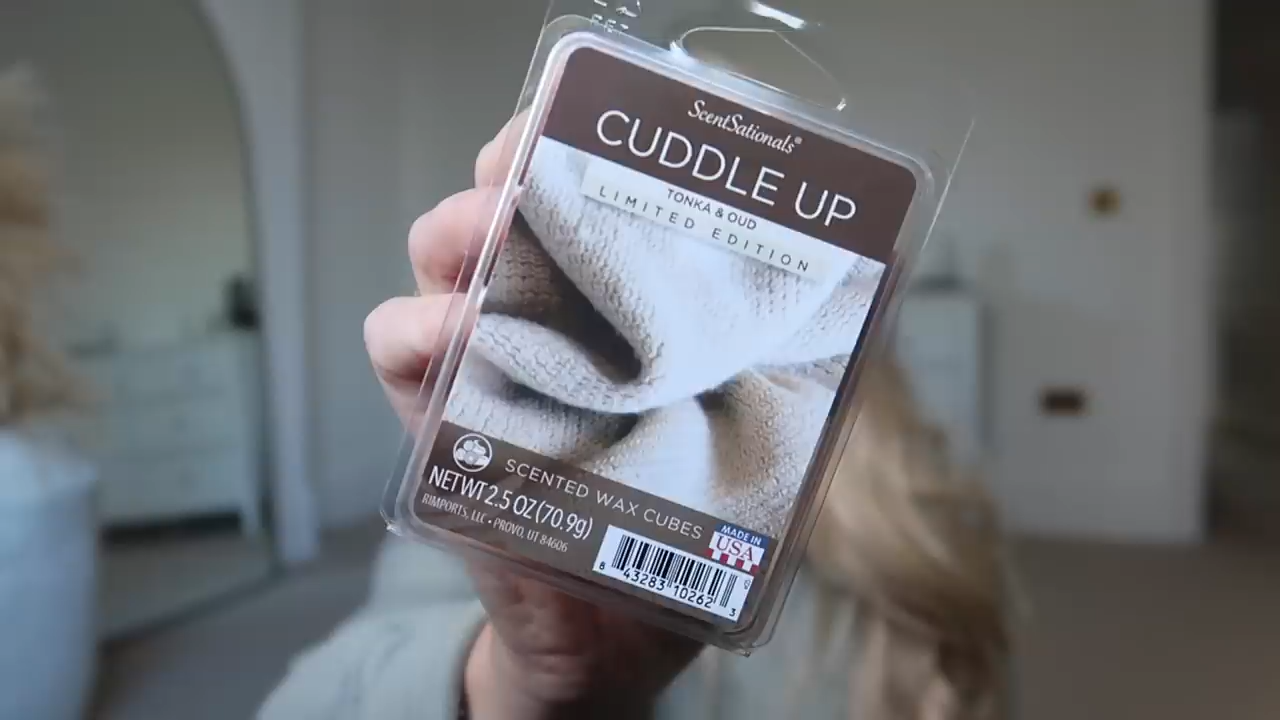 ScentSationals®
CUDDLE UP
TONKA & OUD
LIMITED EDITION
SCENTED WAX CUBES
NET WT 2.5 OZ (70.9g)
RIMPORTS, LLC • PROVO, UT 84606
MADE IN
USA
8 43283 10262 3